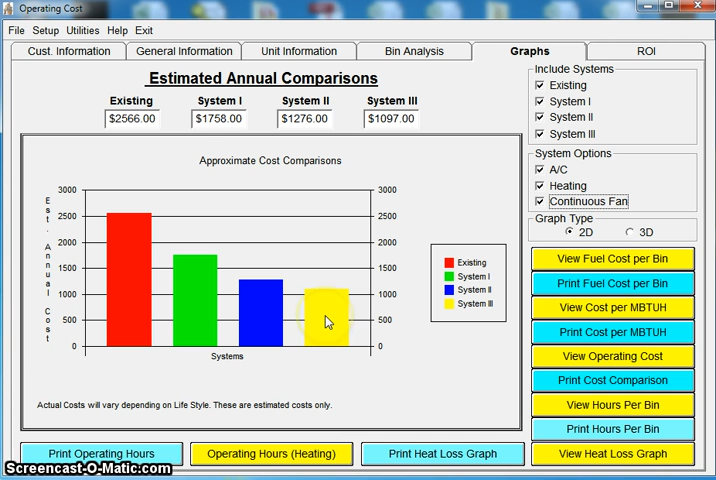 Operating Cost
File Setup Utilities Help Exit
Cust. Information General Information Unit Information Bin Analysis Graphs ROI
Estimated Annual Comparisons
Existing System I System II System III
$2566.00 $1758.00 $1276.00 $1097.00
Approximate Cost Comparisons
Est. Annual Cost
3000 3000
2500 2500
2000 2000
1500 1500
1000 1000
500 500
0 0
Systems
Existing
System I
System II
System III
Actual Costs will vary depending on Life Style. These are estimated costs only.
Include Systems
Existing
System I
System II
System III
System Options
A/C
Heating
Continuous Fan
Graph Type
2D 3D
View Fuel Cost per Bin
Print Fuel Cost per Bin
View Cost per MBTUH
Print Cost per MBTUH
View Operating Cost
Print Cost Comparison
View Hours Per Bin
Print Hours Per Bin
View Heat Loss Graph
Print Operating Hours Operating Hours (Heating) Print Heat Loss Graph
Screencast-O-Matic.com